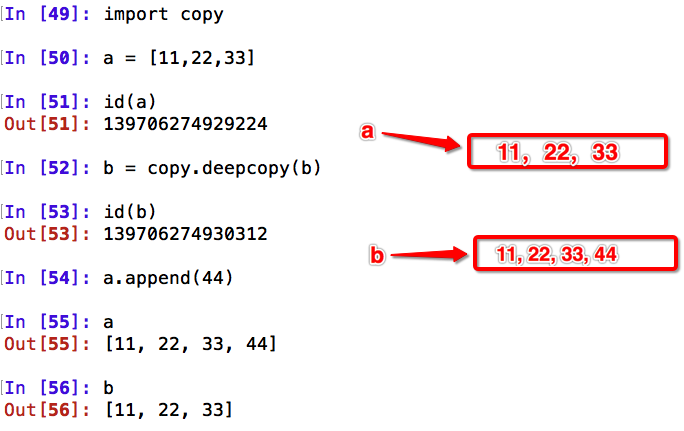 In [49]: import copy
In [50]: a = [11,22,33]
In [51]: id(a)
Out[51]: 139706274929224
In [52]: b = copy.deepcopy(b)
In [53]: id(b)
Out[53]: 139706274930312
In [54]: a.append(44)
In [55]: a
Out[55]: [11, 22, 33, 44]
In [56]: b
Out[56]: [11, 22, 33]
a
11, 22, 33
b
11, 22, 33, 44